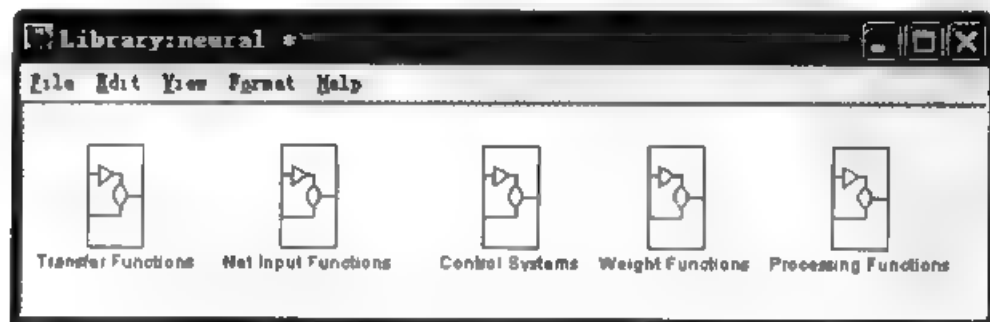 Library:neural *
File Edit View Format Help
Transfer Functions Net Input Functions Control Systems Weight Functions Processing Functions